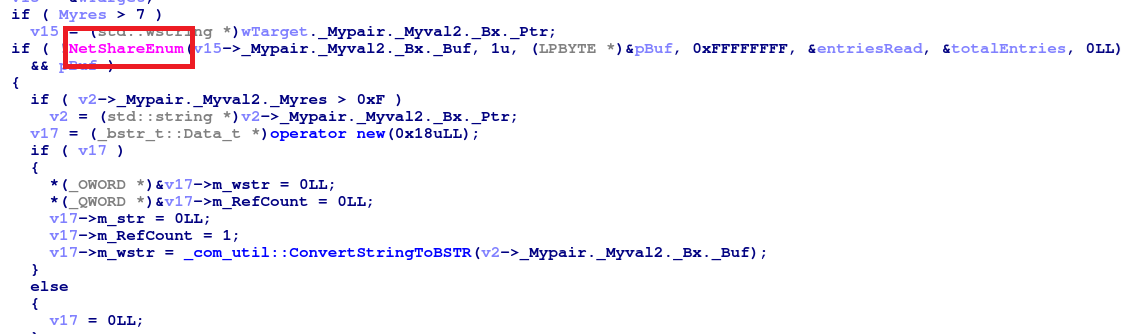 if ( Myres > 7 )
v15 = (std::wstring *)wTarget._Mypair._Myval2._Bx._Ptr;
if ( !NetShareEnum(v15->_Mypair._Myval2._Bx._Buf, 1u, (LPBYTE *)&pBuf, 0xFFFFFFFF, &entriesRead, &totalEntries, 0LL)
&& pBuf )
{
if ( v2->_Mypair._Myval2._Myres > 0xF )
v2 = (std::string *)v2->_Mypair._Myval2._Bx._Ptr;
v17 = (_bstr_t::Data_t *)operator new(0x18uLL);
if ( v17 )
{
*(_OWORD *)&v17->m_wstr = 0LL;
*(_QWORD *)&v17->m_RefCount = 0LL;
v17->m_str = 0LL;
v17->m_RefCount = 1;
v17->m_wstr = _com_util::ConvertStringToBSTR(v2->_Mypair._Myval2._Bx._Buf);
}
else
{
v17 = 0LL;